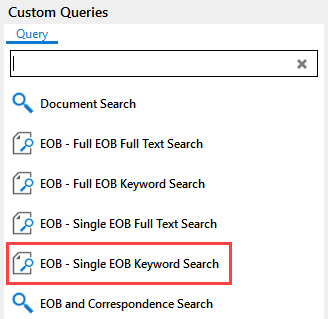 Custom Queries
Query
Document Search
EOB - Full EOB Full Text Search
EOB - Full EOB Keyword Search
EOB - Single EOB Full Text Search
EOB - Single EOB Keyword Search
EOB and Correspondence Search